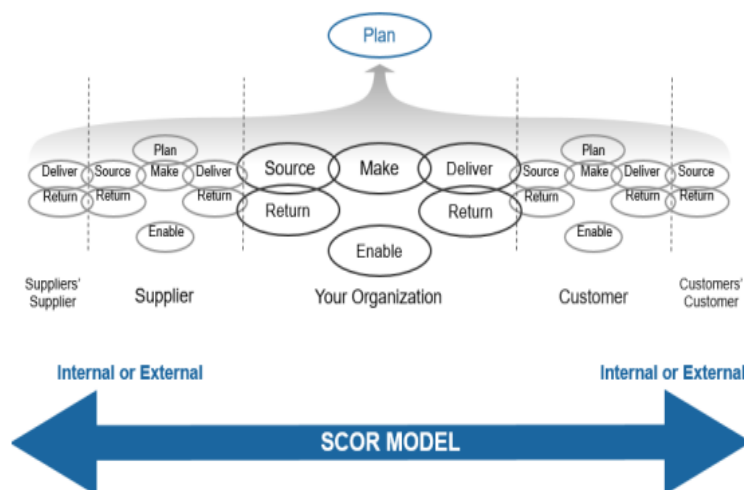 Plan
Plan
Plan
Deliver
Source
Make
Deliver
Source
Make
Deliver
Source
Make
Deliver
Source
Return
Return
Return
Return
Return
Return
Return
Return
Enable
Enable
Enable
Suppliers'
Supplier
Supplier
Your Organization
Customer
Customers'
Customer
Internal or External
Internal or External
SCOR MODEL